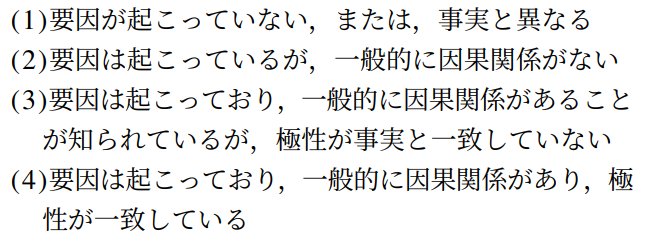 (1)要因が起こっていない，または，事実と異なる
(2)要因は起こっているが，一般的に因果関係がない
(3)要因は起こっており，一般的に因果関係があること
が知られているが，極性が事実と一致していない
(4)要因は起こっており，一般的に因果関係があり，極
性が一致している